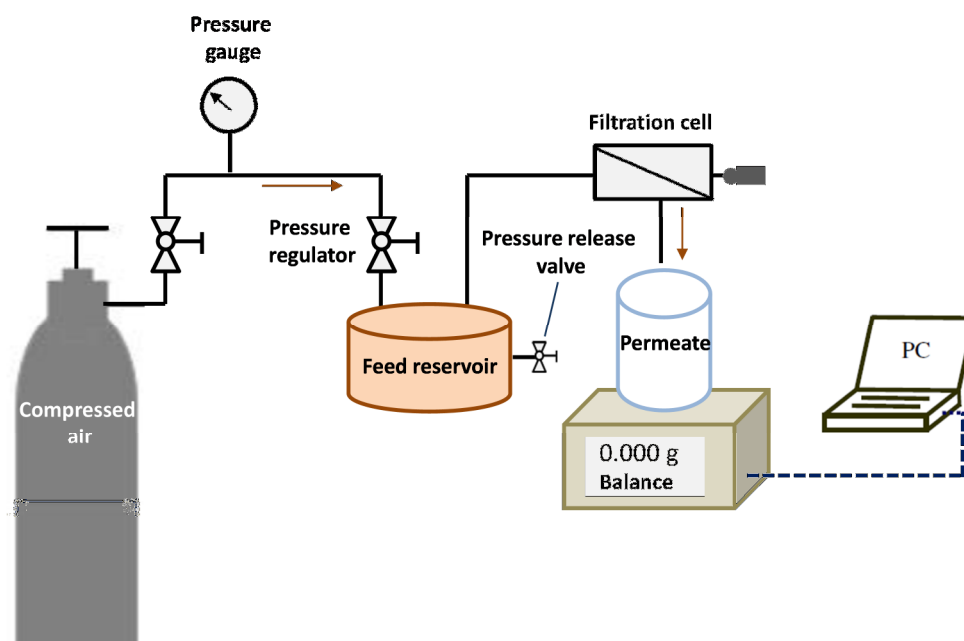 Pressure
gauge
Filtration cell
Pressure
regulator
Pressure release
valve
Feed reservoir
Permeate
PC
Compressed
air
0.000 g
Balance